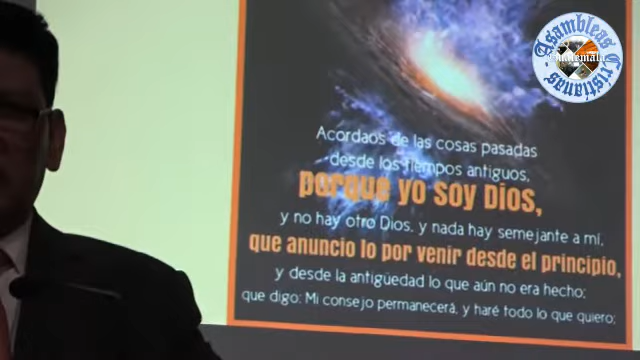 Asambleas Cristianas
Guatemala
Acordaos de las cosas pasadas
desde los tiempos antiguos,
porque yo soy Dios,
y no hay otro Dios, y nada hay semejante a mí,
que anuncio lo por venir desde el principio,
y desde la antigüedad lo que aún no era hecho;
que digo: Mi consejo permanecerá, y haré todo lo que quiero;